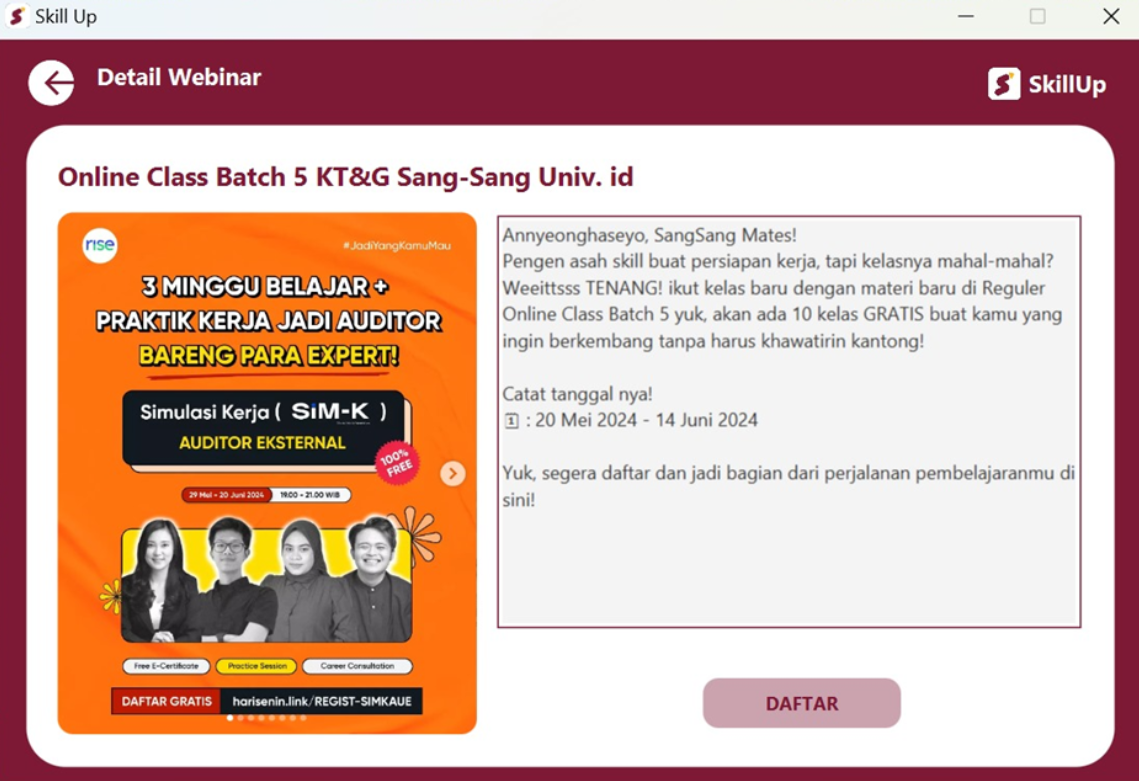 Skill Up
Detail Webinar
SkillUp
Online Class Batch 5 KT&G Sang-Sang Univ. id
rise
#JadiYangKamuMau
3 MINGGU BELAJAR +
PRAKTIK KERJA JADI AUDITOR
BARENG PARA EXPERT!
Simulasi Kerja ( SiM-K )
AUDITOR EKSTERNAL
100%
FREE
29 Mei - 20 Juni 2024 19.00 - 21.00 WIB
Free E-Certificate Practice Session Career Consultation
DAFTAR GRATIS harisenin.link/REGIST-SIMKAUE
Annyeonghaseyo, SangSang Mates!
Pengen asah skill buat persiapan kerja, tapi kelasnya mahal-mahal?
Weeittsss TENANG! ikut kelas baru dengan materi baru di Reguler
Online Class Batch 5 yuk, akan ada 10 kelas GRATIS buat kamu yang
ingin berkembang tanpa harus khawatirin kantong!
Catat tanggal nya!
🗓 : 20 Mei 2024 - 14 Juni 2024
Yuk, segera daftar dan jadi bagian dari perjalanan pembelajaranmu di
sini!
DAFTAR